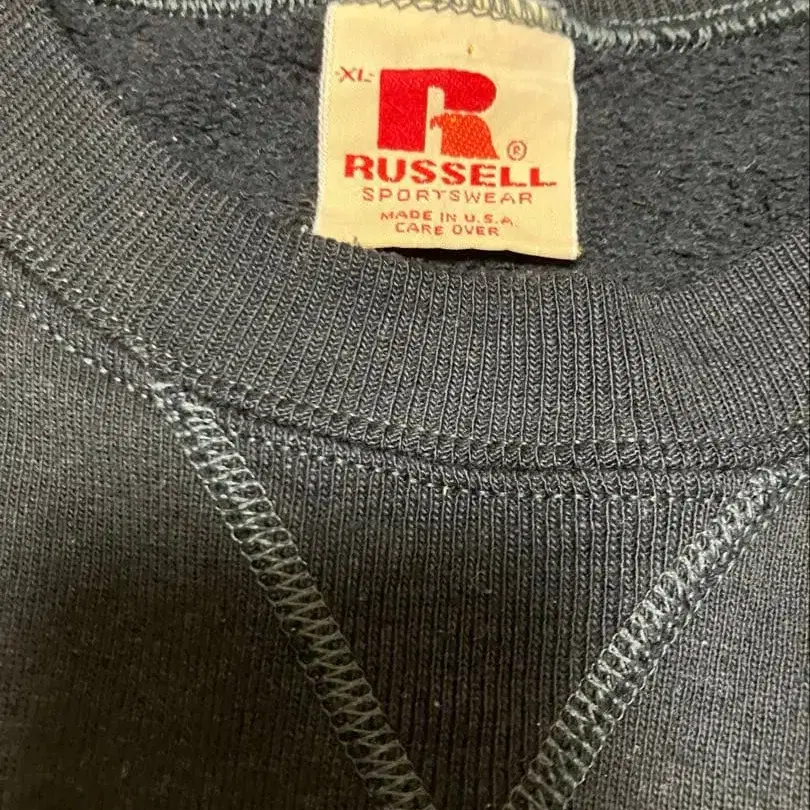 -XL-
R
®
RUSSELL
SPORTSWEAR
MADE IN U.S.A.
CARE OVER